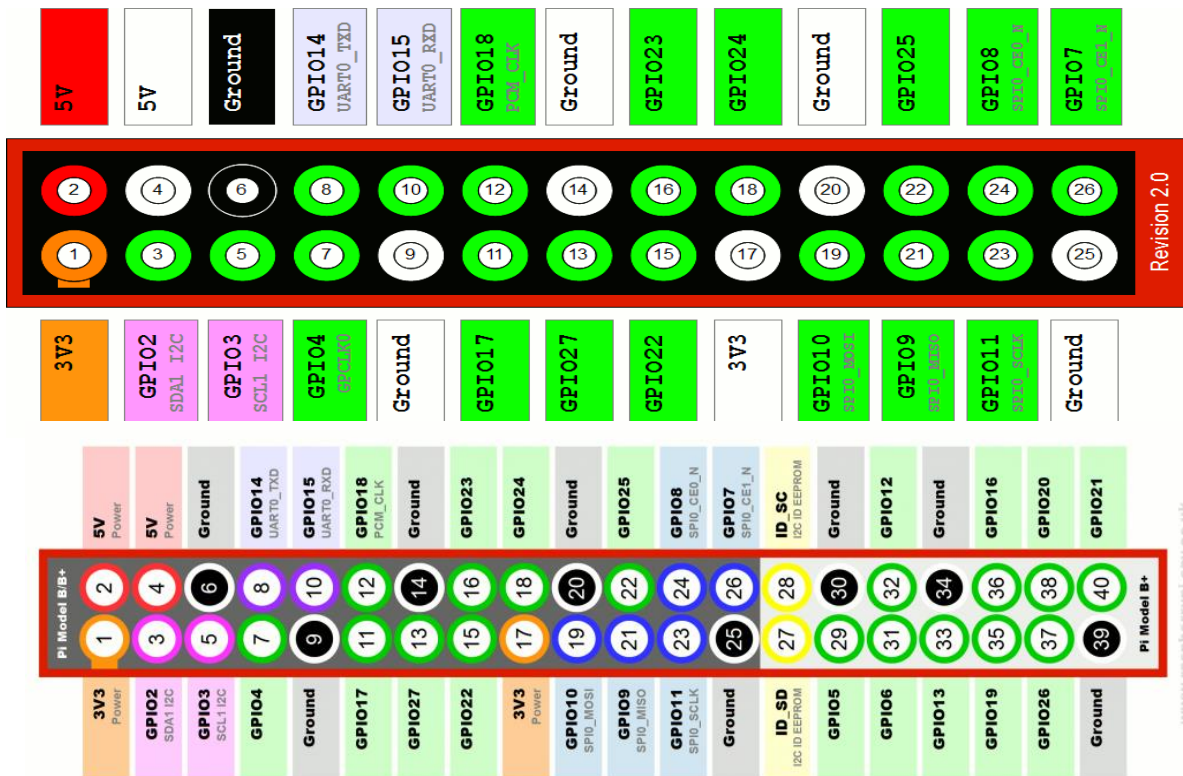 5V
5V
Ground
GPIO14
UART0_TXD
GPIO15
UART0_RXD
GPIO18
PCM_CLK
Ground
GPIO23
GPIO24
Ground
GPIO25
GPIO8
SPI0_CE0_N
GPIO7
SPI0_CE1_N
2 4 6 8 10 12 14 16 18 20 22 24 26
1 3 5 7 9 11 13 15 17 19 21 23 25
Revision 2.0
3V3
GPIO2
SDA1 I2C
GPIO3
SCL1 I2C
GPIO4
GPCLK0
Ground
GPIO17
GPIO27
GPIO22
3V3
GPIO10
SPI0_MOSI
GPIO9
SPI0_MISO
GPIO11
SPI0_SCLK
Ground
5V
Power
5V
Power
Ground
GPIO14
UART0_TXD
GPIO15
UART0_RXD
GPIO18
PCM_CLK
Ground
GPIO23
GPIO24
Ground
GPIO25
GPIO8
SPI0_CE0_N
GPIO7
SPI0_CE1_N
ID_SC
I2C ID EEPROM
Ground
GPIO12
Ground
GPIO16
GPIO20
GPIO21
Pi Model B/B+
2 4 6 8 10 12 14 16 18 20 22 24 26 28 30 32 34 36 38 40
1 3 5 7 9 11 13 15 17 19 21 23 25 27 29 31 33 35 37 39
Pi Model B+
3V3
Power
GPIO2
SDA1 I2C
GPIO3
SCL1 I2C
GPIO4
Ground
GPIO17
GPIO27
GPIO22
3V3
Power
GPIO10
SPI0_MOSI
GPIO9
SPI0_MISO
GPIO11
SPI0_SCLK
Ground
ID_SD
I2C ID EEPROM
GPIO5
GPIO6
GPIO13
GPIO19
GPIO26
Ground